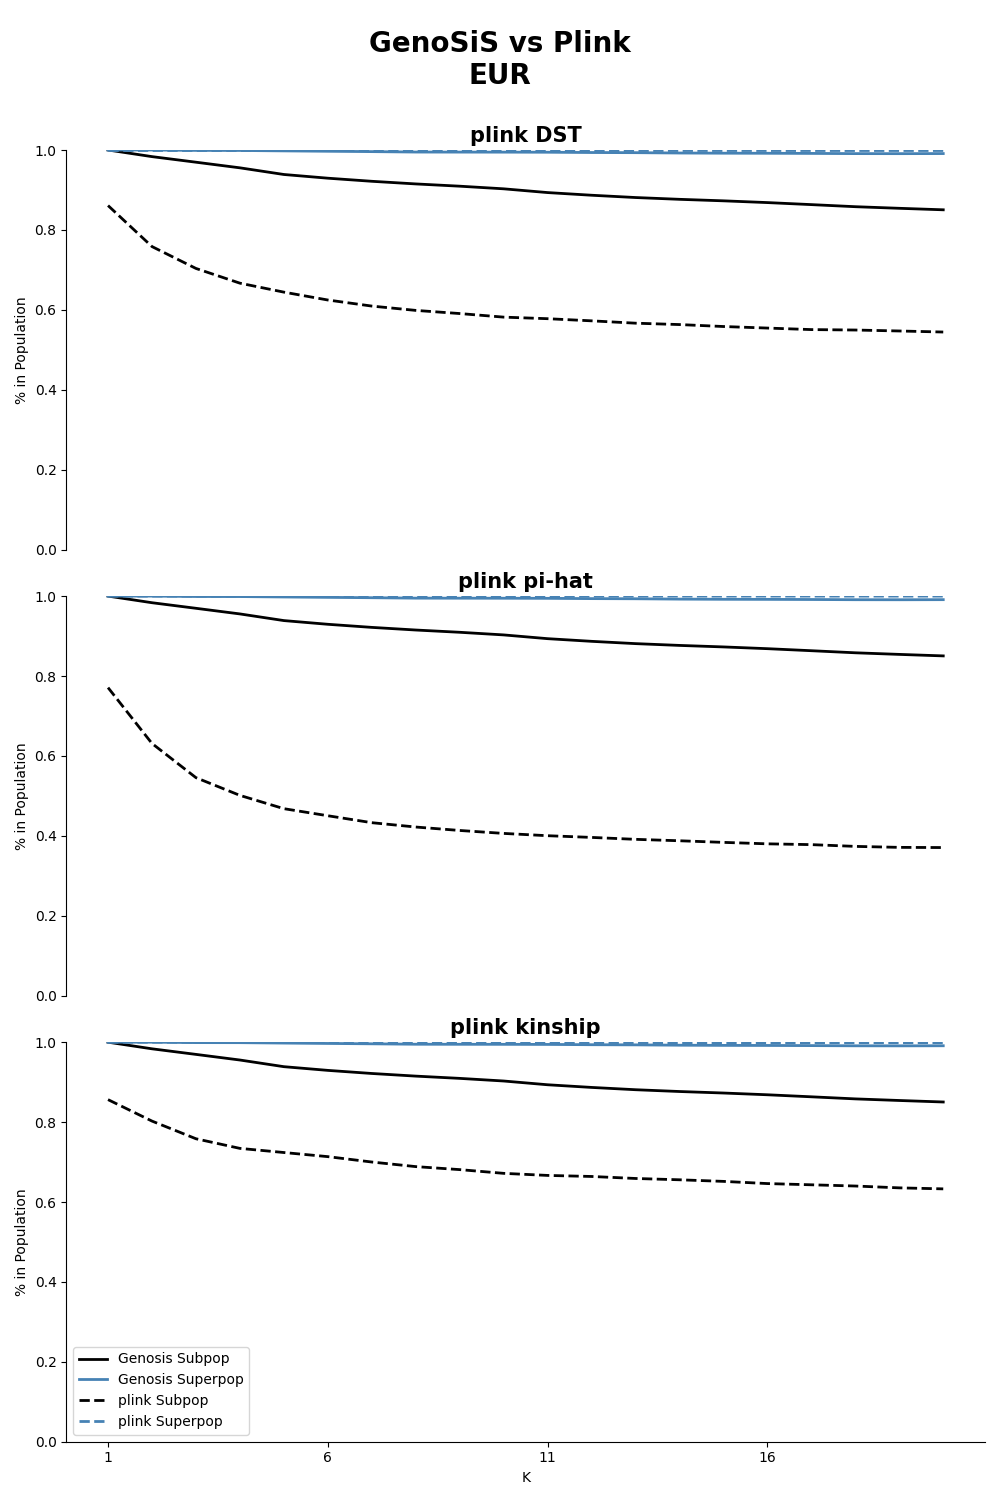 GenoSiS vs Plink
EUR
plink DST
1.0
0.8
0.6
0.4
0.2
0.0
% in Population
plink pi-hat
1.0
0.8
0.6
0.4
0.2
0.0
% in Population
plink kinship
1.0
0.8
0.6
0.4
0.2
0.0
% in Population
Genosis Subpop
Genosis Superpop
plink Subpop
plink Superpop
1 6 11 16
K